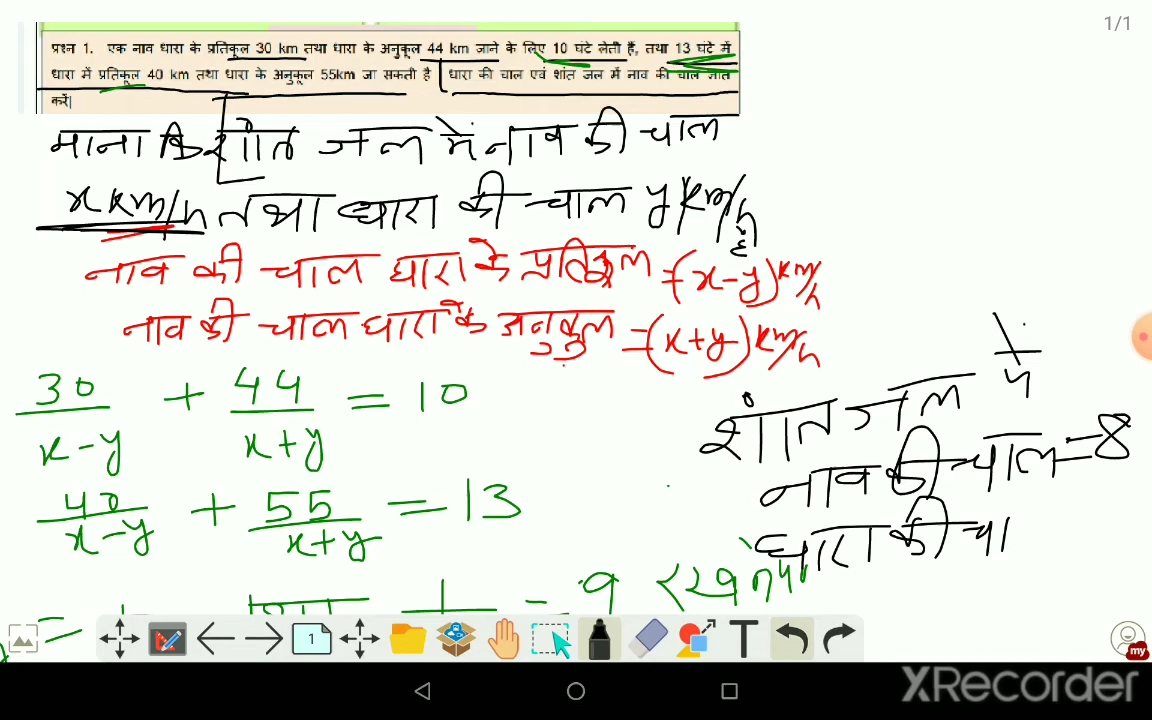 1/1
प्रश्न 1. एक नाव धारा के प्रतिकूल 30 km तथा धारा के अनुकूल 44 km जाने के लिए 10 घंटे लेती हैं, तथा 13 घंटे में
धारा में प्रतिकूल 40 km तथा धारा के अनुकूल 55km जा सकती है धारा की चाल एवं शांत जल में नाव की चाल ज्ञात
करें|
माना कि शांत जल में नाव की चाल
x km/h तथा धारा की चाल y km/h है
नाव की चाल धारा के प्रतिकूल = (x-y) km/h
नाव की चाल धारा के अनुकूल = (x+y) km/h
30/x-y + 44/x+y = 10
40/x-y + 55/x+y = 13
शांत जल में
नाव की चाल = 8
धारा की चा
1
1
XRecorder